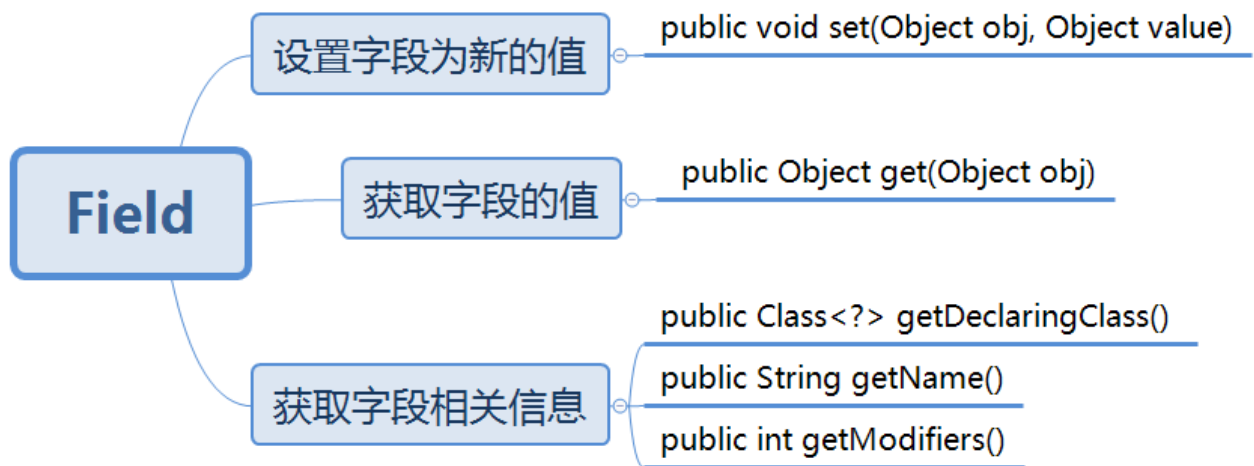 Field
设置字段为新的值
public void set(Object obj, Object value)
获取字段的值
public Object get(Object obj)
获取字段相关信息
public Class<?> getDeclaringClass()
public String getName()
public int getModifiers()